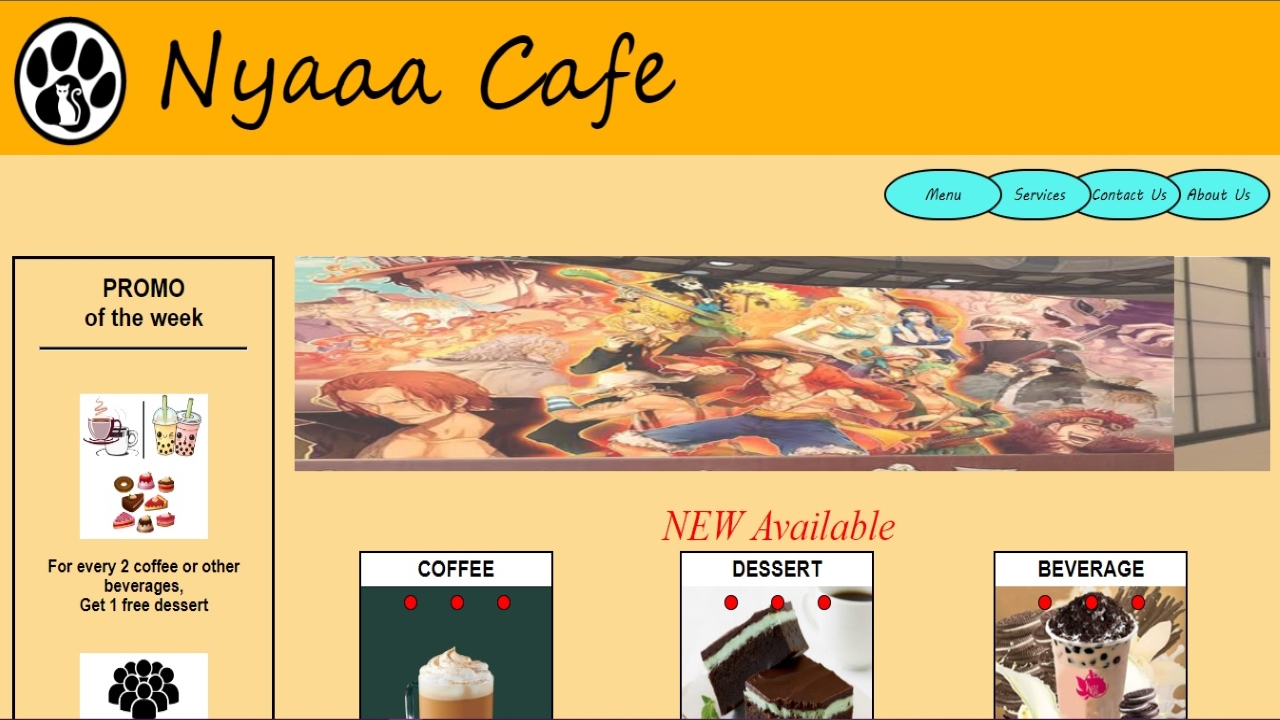 Nyaaa Cafe
Menu
Services
Contact Us
About Us
PROMO
of the week
For every 2 coffee or other
beverages,
Get 1 free dessert
NEW Available
COFFEE
DESSERT
BEVERAGE